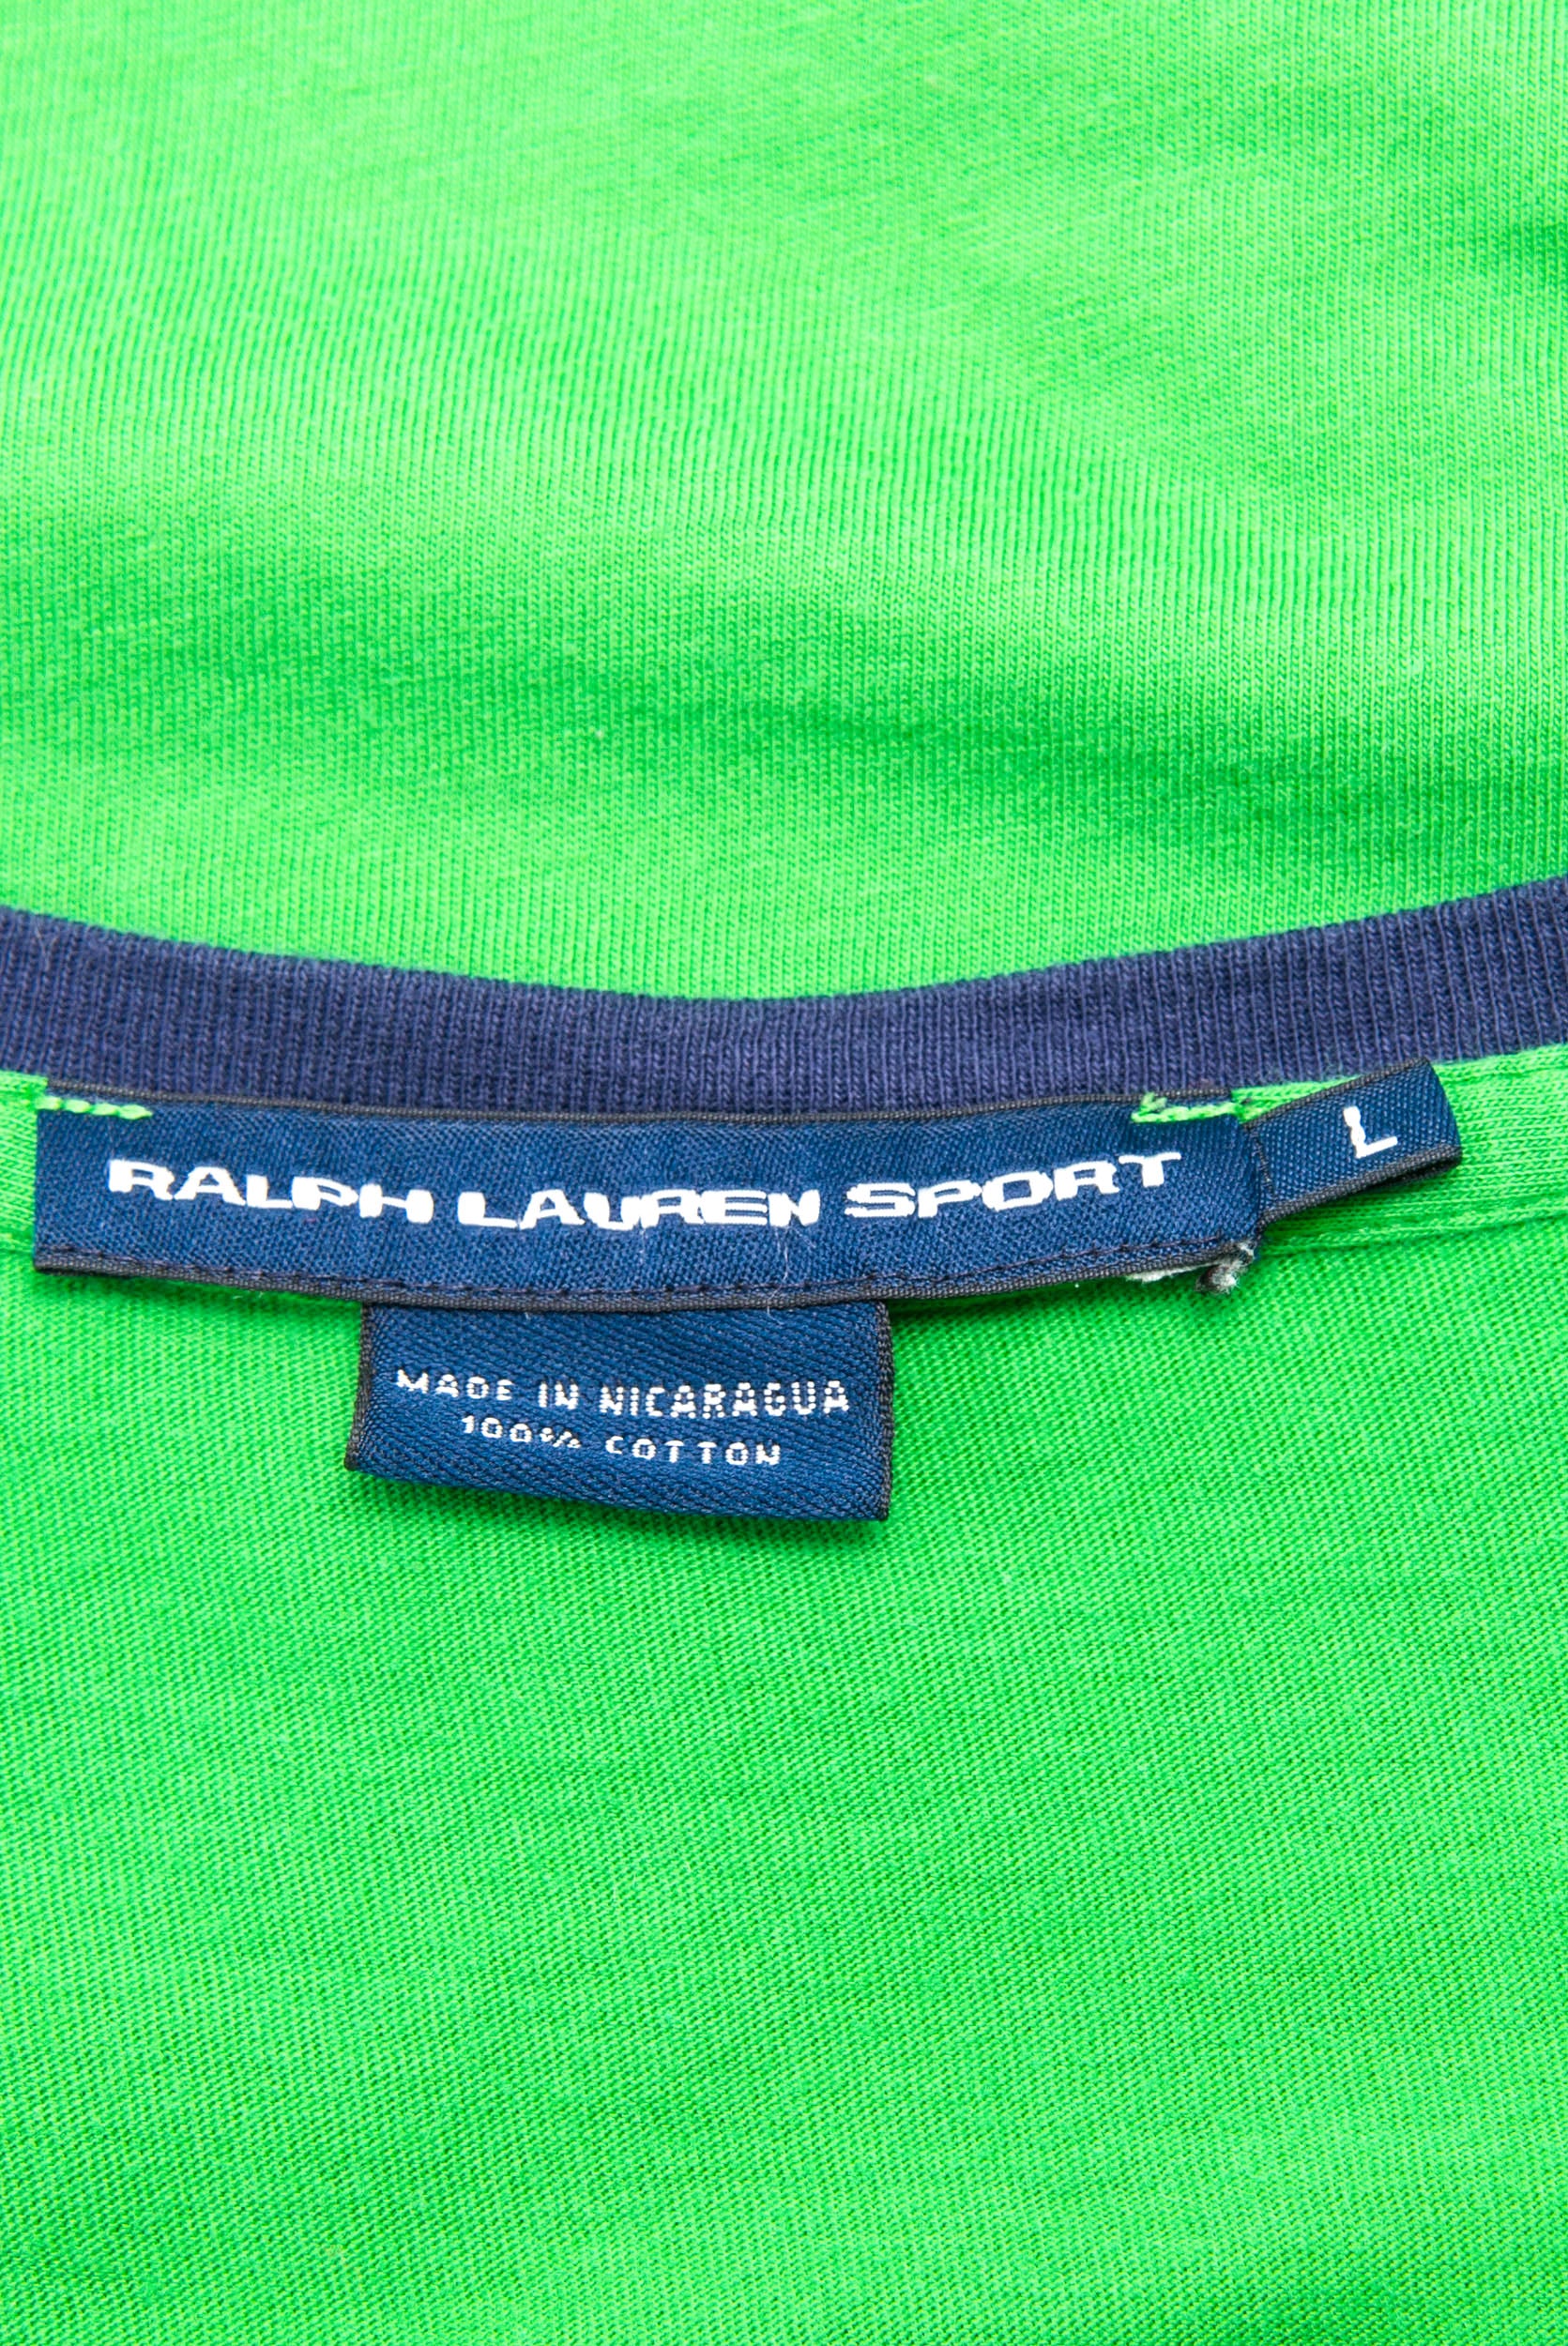 RALPH LAUREN SPORT
L
MADE IN NICARAGUA
100% COTTON